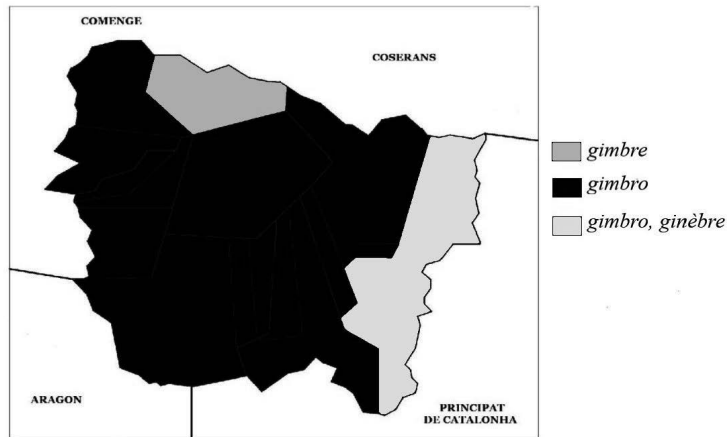 COMENGE
COSERANS
gimbre
gimbro
gimbro, ginèbre
ARAGON
PRINCIPAT
DE CATALONHA